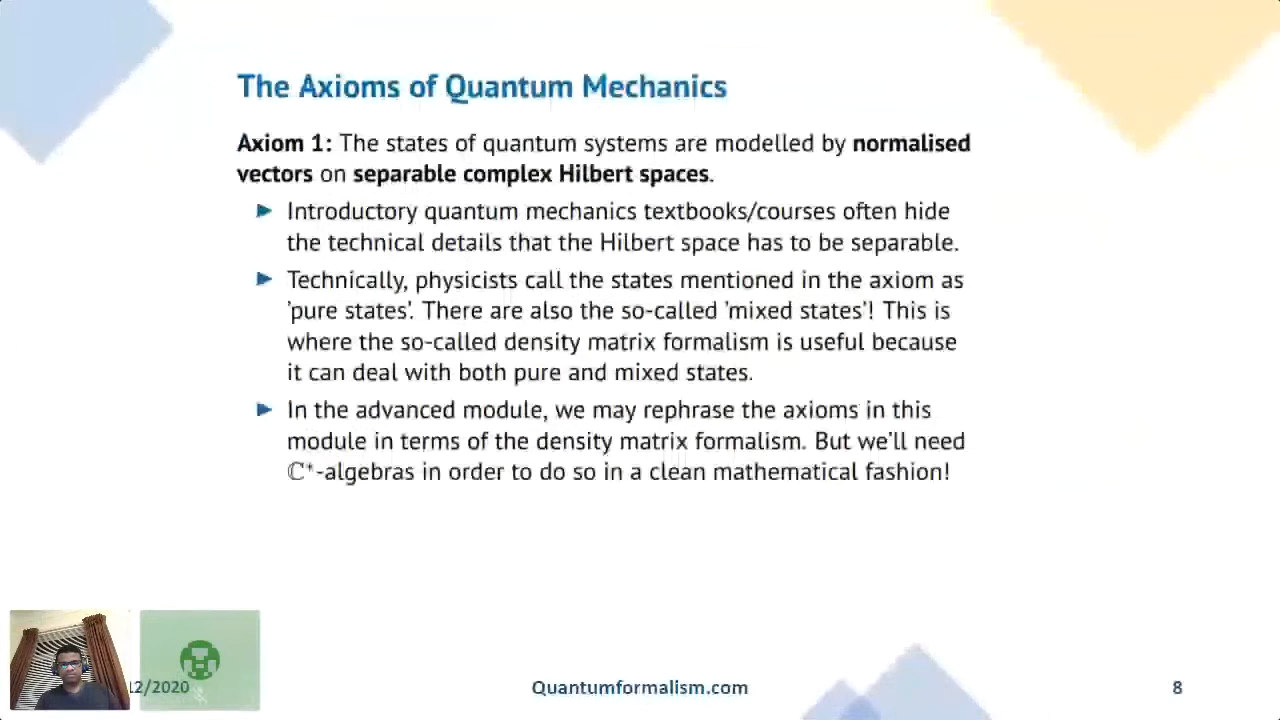 The Axioms of Quantum Mechanics
Axiom 1: The states of quantum systems are modelled by normalised
vectors on separable complex Hilbert spaces.
Introductory quantum mechanics textbooks/courses often hide
the technical details that the Hilbert space has to be separable.
Technically, physicists call the states mentioned in the axiom as
'pure states'. There are also the so-called 'mixed states'! This is
where the so-called density matrix formalism is useful because
it can deal with both pure and mixed states.
In the advanced module, we may rephrase the axioms in this
module in terms of the density matrix formalism. But we'll need
ℂ*-algebras in order to do so in a clean mathematical fashion!
12/2020
Quantumformalism.com
8